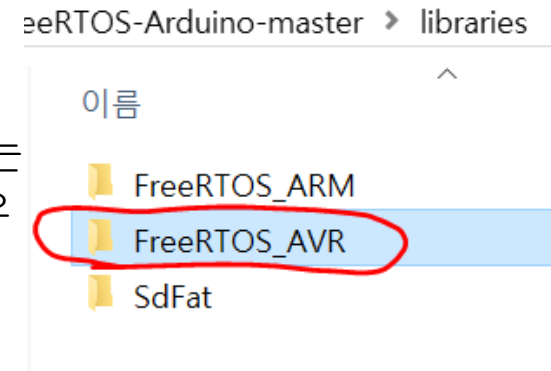 eeRTOS-Arduino-master > libraries
이름
FreeRTOS_ARM
FreeRTOS_AVR
SdFat